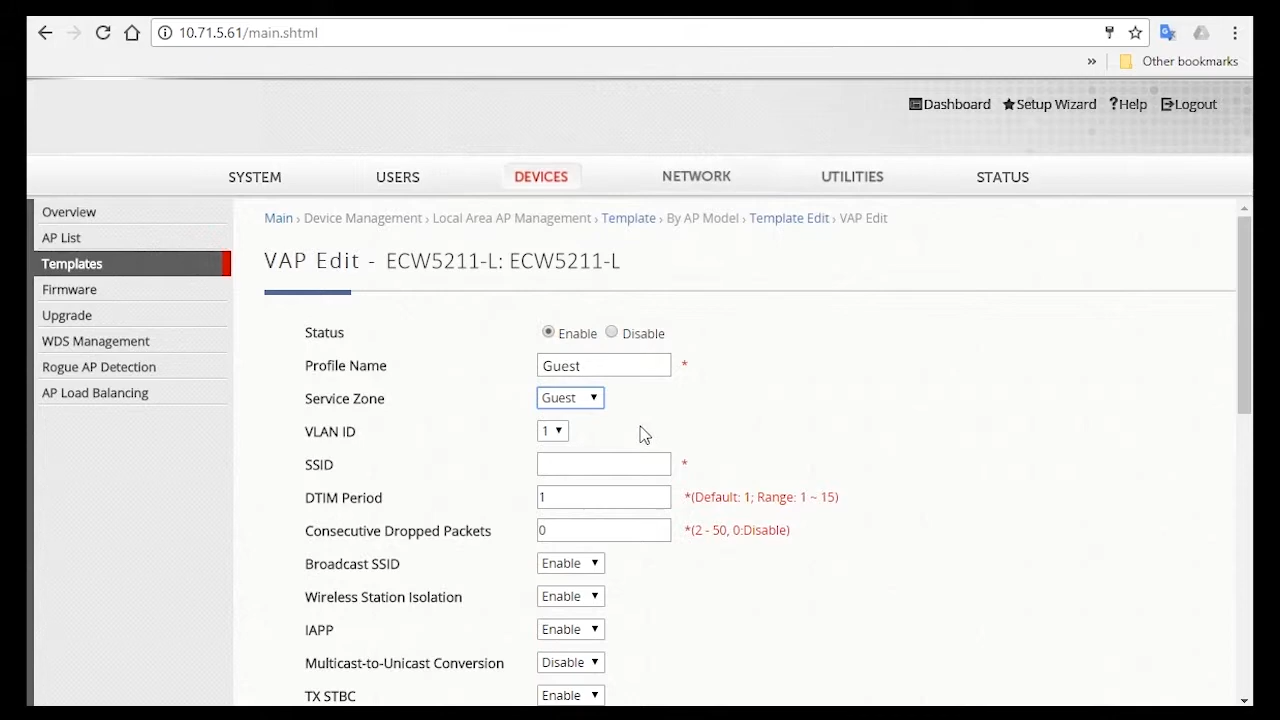 10.71.5.61/main.shtml
» Other bookmarks
Dashboard Setup Wizard ?Help Logout
SYSTEM USERS DEVICES NETWORK UTILITIES STATUS
Overview
AP List
Templates
Firmware
Upgrade
WDS Management
Rogue AP Detection
AP Load Balancing
Main › Device Management › Local Area AP Management › Template › By AP Model › Template Edit › VAP Edit
VAP Edit - ECW5211-L: ECW5211-L
Status Enable Disable
Profile Name Guest *
Service Zone Guest
VLAN ID 1
SSID *
DTIM Period 1 *(Default: 1; Range: 1 ~ 15)
Consecutive Dropped Packets 0 *(2 - 50, 0:Disable)
Broadcast SSID Enable
Wireless Station Isolation Enable
IAPP Enable
Multicast-to-Unicast Conversion Disable
TX STBC Enable